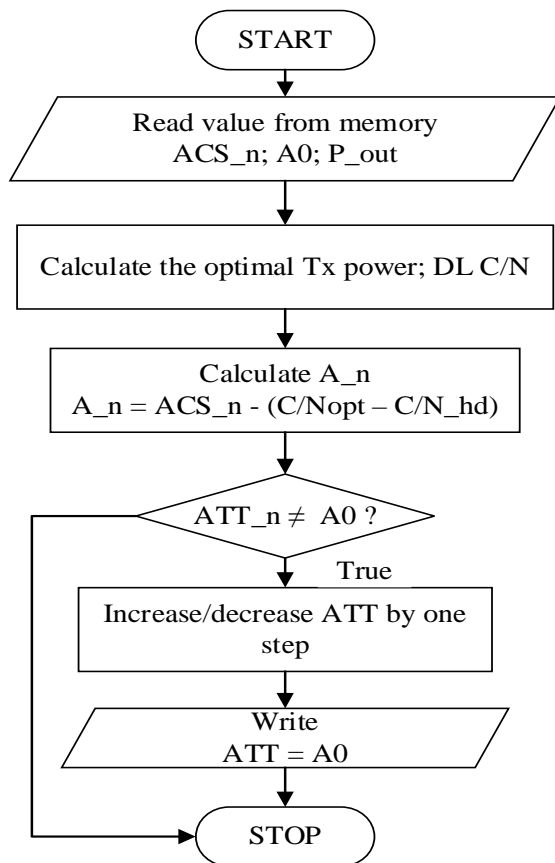 START
Read value from memory
ACS_n; A0; P_out
Calculate the optimal Tx power; DL C/N
Calculate A_n
A_n = ACS_n - (C/Nopt – C/N_hd)
ATT_n ≠ A0 ?
True
Increase/decrease ATT by one
step
Write
ATT = A0
STOP